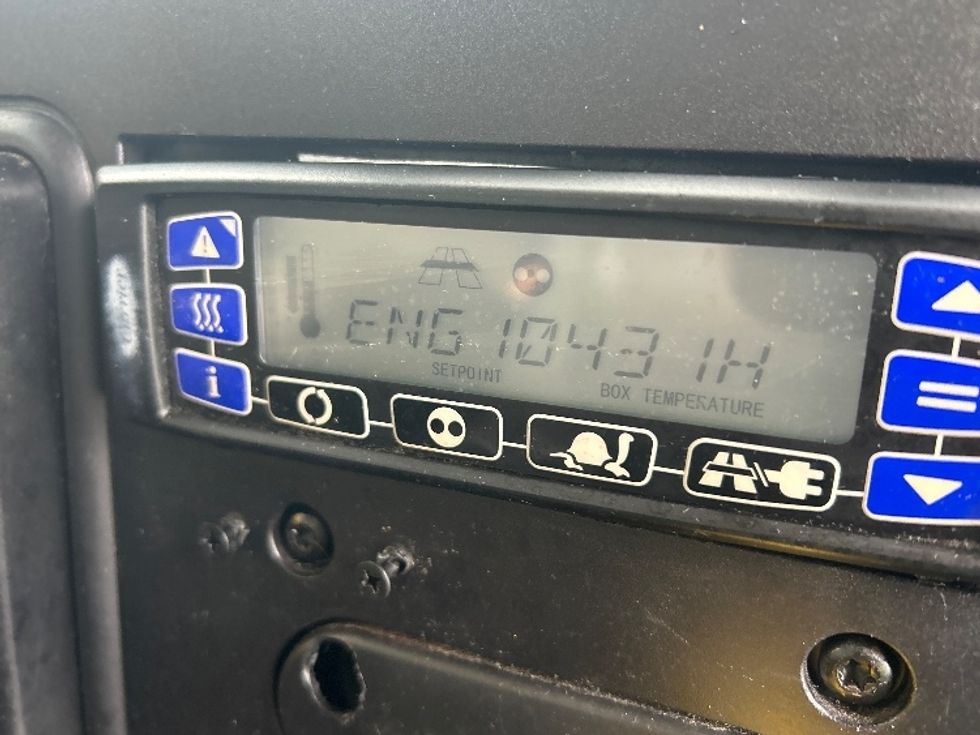 ENG 10431H
SETPOINT
BOX TEMPERATURE
i